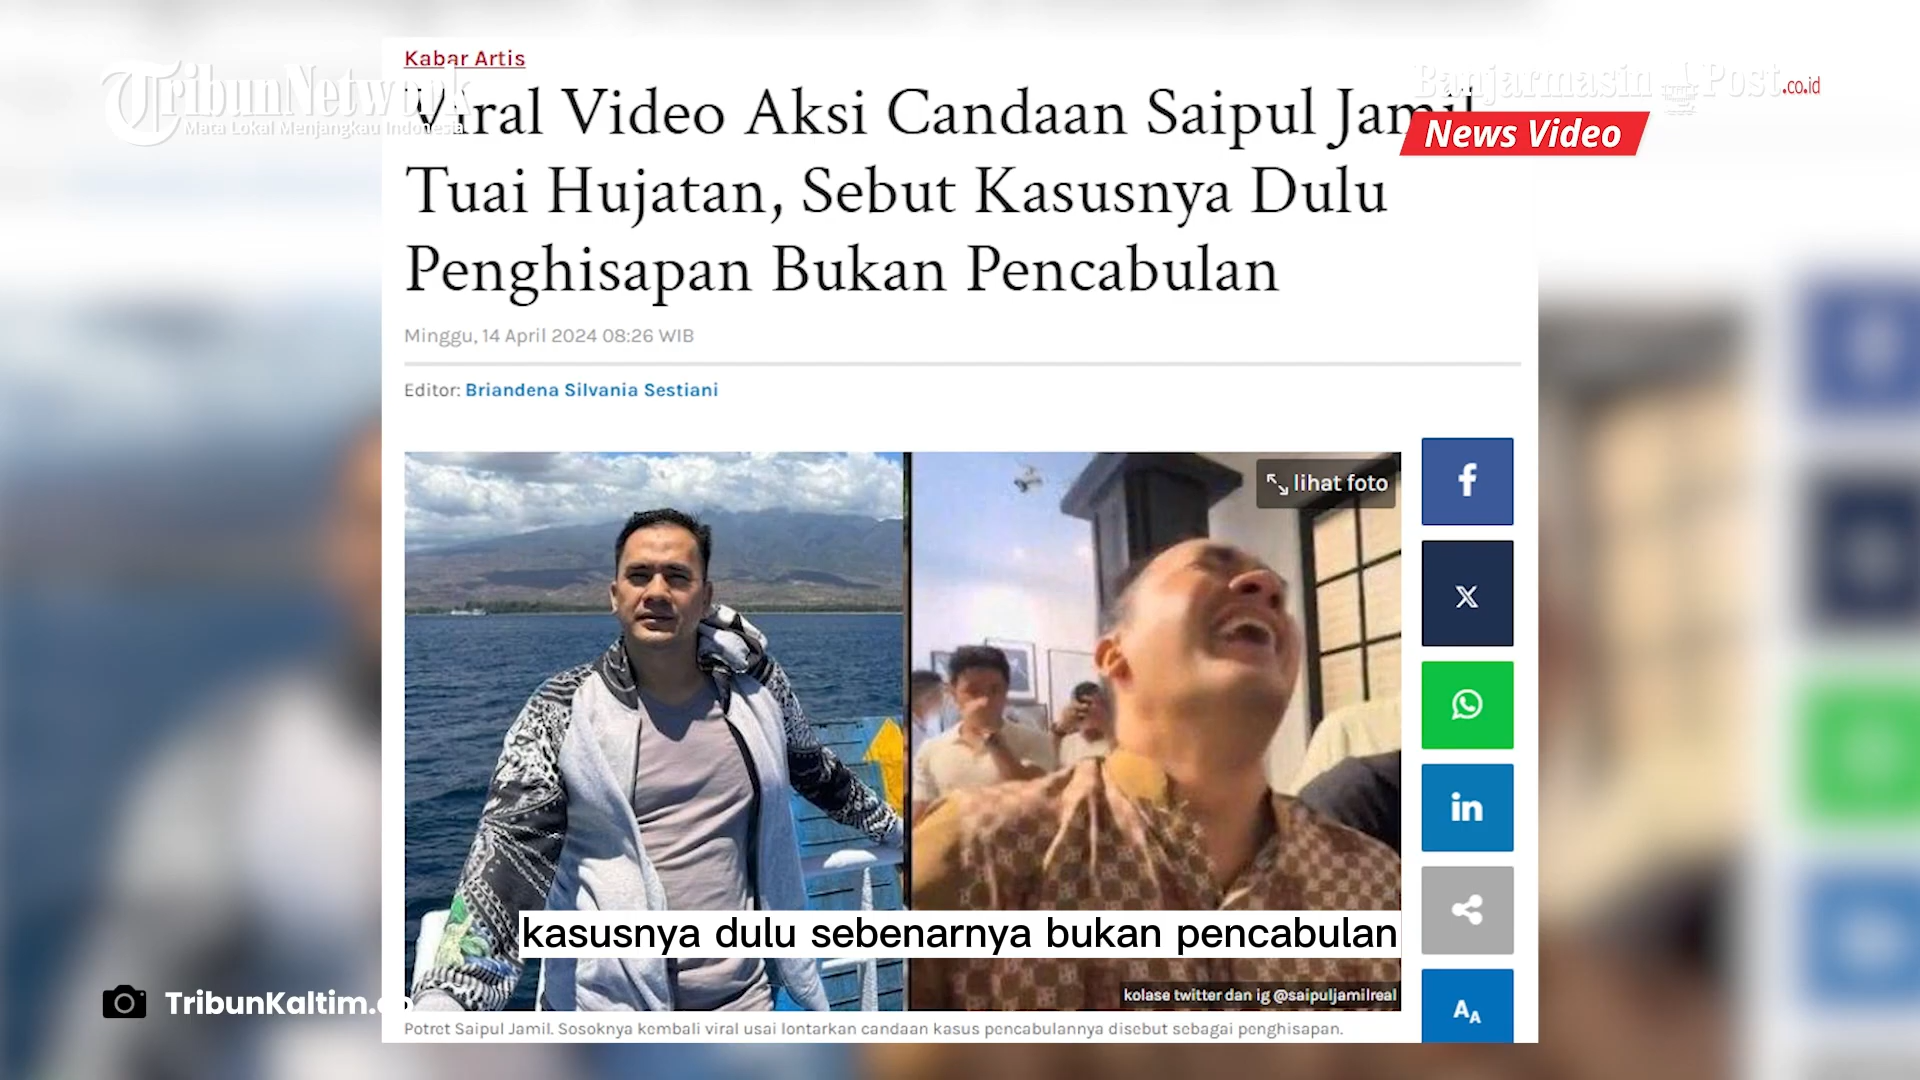 Kabar Artis
TribunNetwork
Mata Lokal Menjangkau Indonesia
Banjarmasin Post.co.id
News Video
Viral Video Aksi Candaan Saipul Jamil
Tuai Hujatan, Sebut Kasusnya Dulu
Penghisapan Bukan Pencabulan
Minggu, 14 April 2024 08:26 WIB
Editor: Briandena Silvania Sestiani
lihat foto
kasusnya dulu sebenarnya bukan pencabulan
kolase twitter dan ig @saipuljamilreal
TribunKaltim.co
Potret Saipul Jamil. Sosoknya kembali viral usai lontarkan candaan kasus pencabulannya disebut sebagai penghisapan.
f
X
in
AA